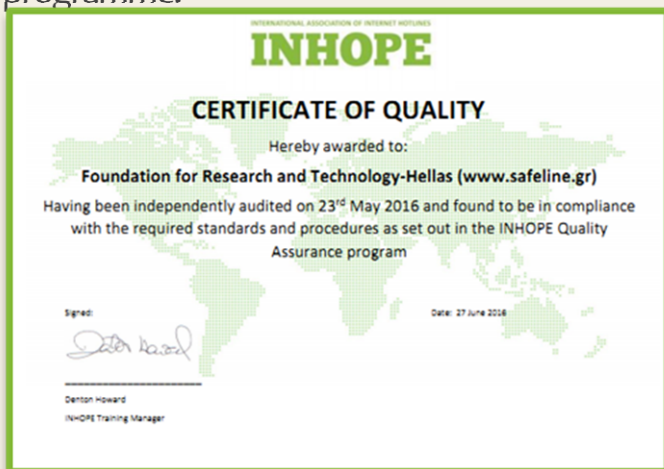 programme.
INTERNATIONAL ASSOCIATION OF INTERNET HOTLINES
INHOPE
CERTIFICATE OF QUALITY
Hereby awarded to:
Foundation for Research and Technology-Hellas (www.safeline.gr)
Having been independently audited on 23rd May 2016 and found to be in compliance
with the required standards and procedures as set out in the INHOPE Quality
Assurance program
Signed:
Date: 27 June 2016
Denton Howard
INHOPE Training Manager